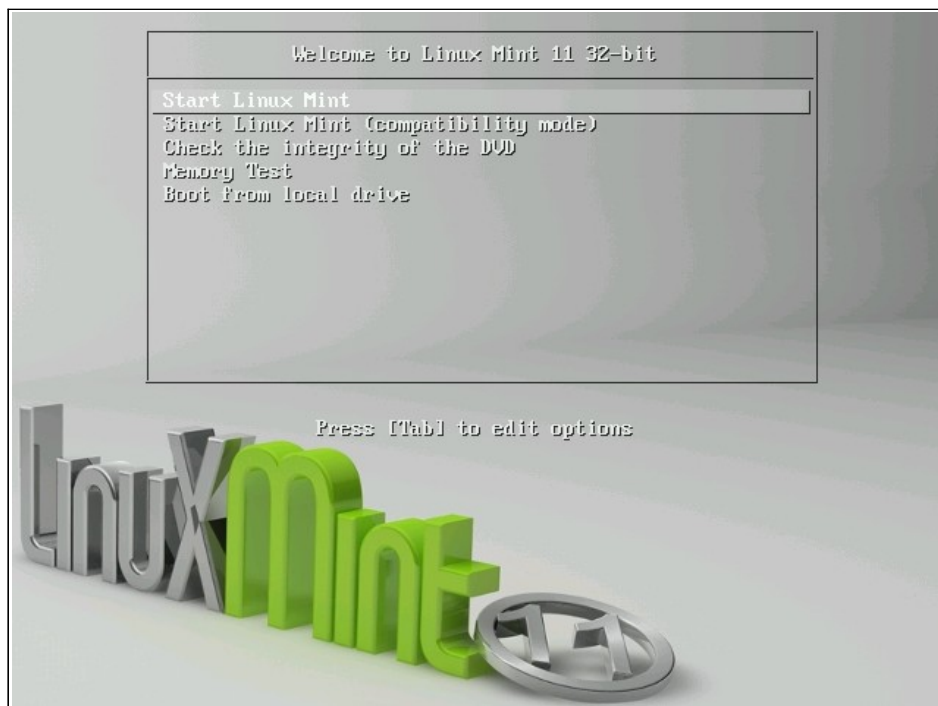 Welcome to Linux Mint 11 32-bit
Start Linux Mint
Start Linux Mint (compatibility mode)
Check the integrity of the DVD
Memory Test
Boot from local drive
Press [Tab] to edit options
LinuxMint
11